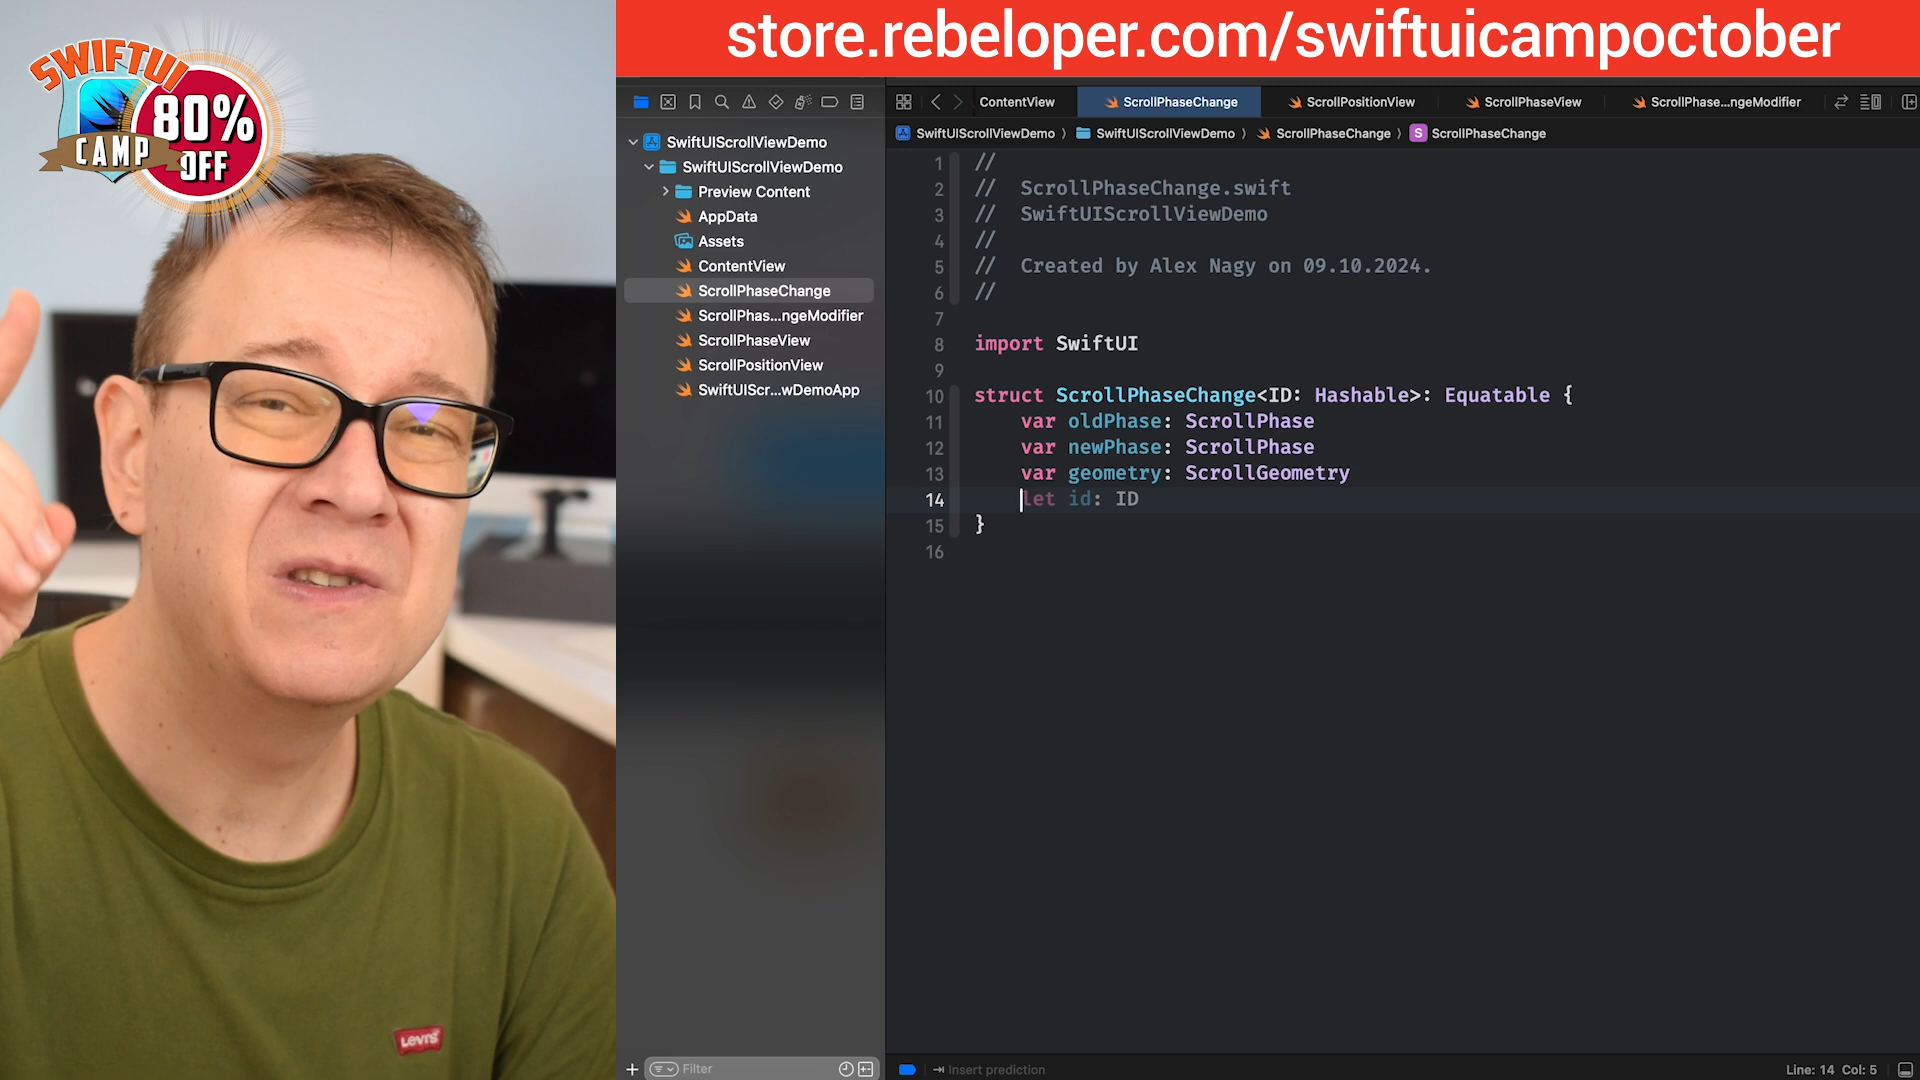 store.rebeloper.com/swiftuicampoctober
SWIFTUI
CAMP
80%
OFF
Levi's
SwiftUIScrollViewDemo
SwiftUIScrollViewDemo
Preview Content
AppData
Assets
ContentView
ScrollPhaseChange
ScrollPhas...ngeModifier
ScrollPhaseView
ScrollPositionView
SwiftUIScr...wDemoApp
Filter
ContentView
ScrollPhaseChange
ScrollPositionView
ScrollPhaseView
ScrollPhase...ngeModifier
SwiftUIScrollViewDemo
SwiftUIScrollViewDemo
ScrollPhaseChange
S ScrollPhaseChange
1 //
2 // ScrollPhaseChange.swift
3 // SwiftUIScrollViewDemo
4 //
5 // Created by Alex Nagy on 09.10.2024.
6 //
7
8 import SwiftUI
9
10 struct ScrollPhaseChange<ID: Hashable>: Equatable {
11 var oldPhase: ScrollPhase
12 var newPhase: ScrollPhase
13 var geometry: ScrollGeometry
14 let id: ID
15 }
16
Insert prediction
Line: 14 Col: 5